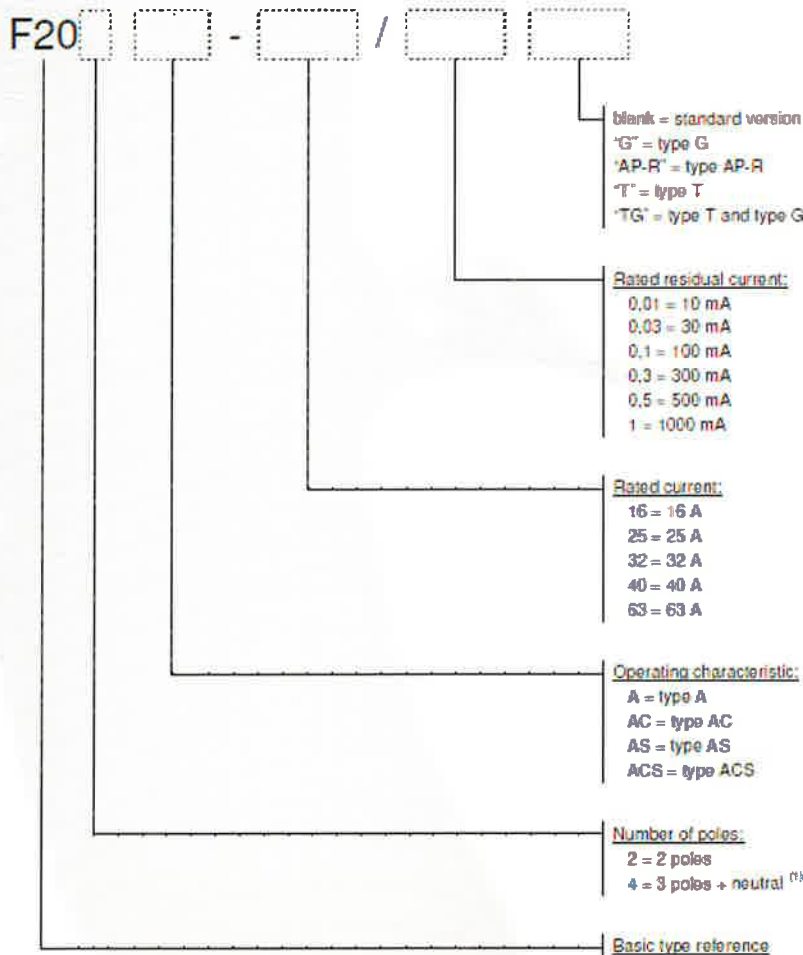 F20 - /
blank = standard version
"G" = type G
"AP-R" = type AP-R
"T" = type T
"TG" = type T and type G
Rated residual current:
0,01 = 10 mA
0,03 = 30 mA
0,1 = 100 mA
0,3 = 300 mA
0,5 = 500 mA
1 = 1000 mA
Rated current:
16 = 16 A
25 = 25 A
32 = 32 A
40 = 40 A
63 = 63 A
Operating characteristic:
A = type A
AC = type AC
AS = type AS
ACS = type ACS
Number of poles:
2 = 2 poles
4 = 3 poles + neutral (1)
Basic type reference